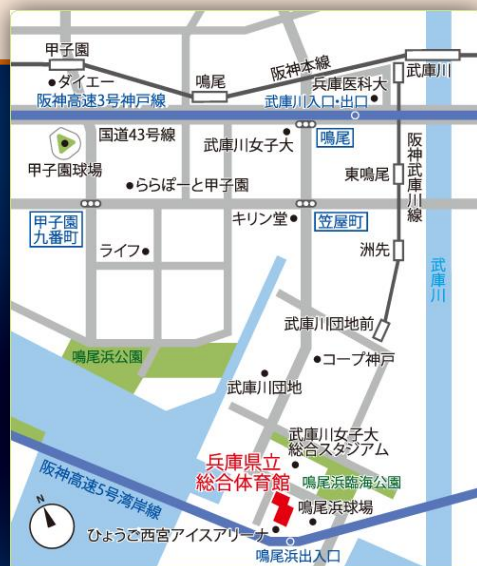 甲子園
鳴尾
阪神本線
武庫川
ダイエー
兵庫医科大
阪神高速3号神戸線
武庫川入口・出口
国道43号線
武庫川女子大
鳴尾
阪神武庫川線
甲子園球場
東鳴尾
ららぽーと甲子園
甲子園
九番町
キリン堂
笠屋町
ライフ
洲先
武庫川
武庫川団地前
鳴尾浜公園
コープ神戸
武庫川団地
武庫川女子大
総合スタジアム
兵庫県立
総合体育館
鳴尾浜臨海公園
阪神高速5号湾岸線
鳴尾浜球場
N
ひょうご西宮アイスアリーナ
鳴尾浜出入口